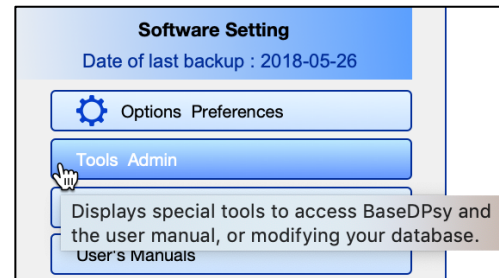 Software Setting
Date of last backup : 2018-05-26
Options Preferences
Tools Admin
Displays special tools to access BaseDPsy and
the user manual, or modifying your database.
User's Manuals